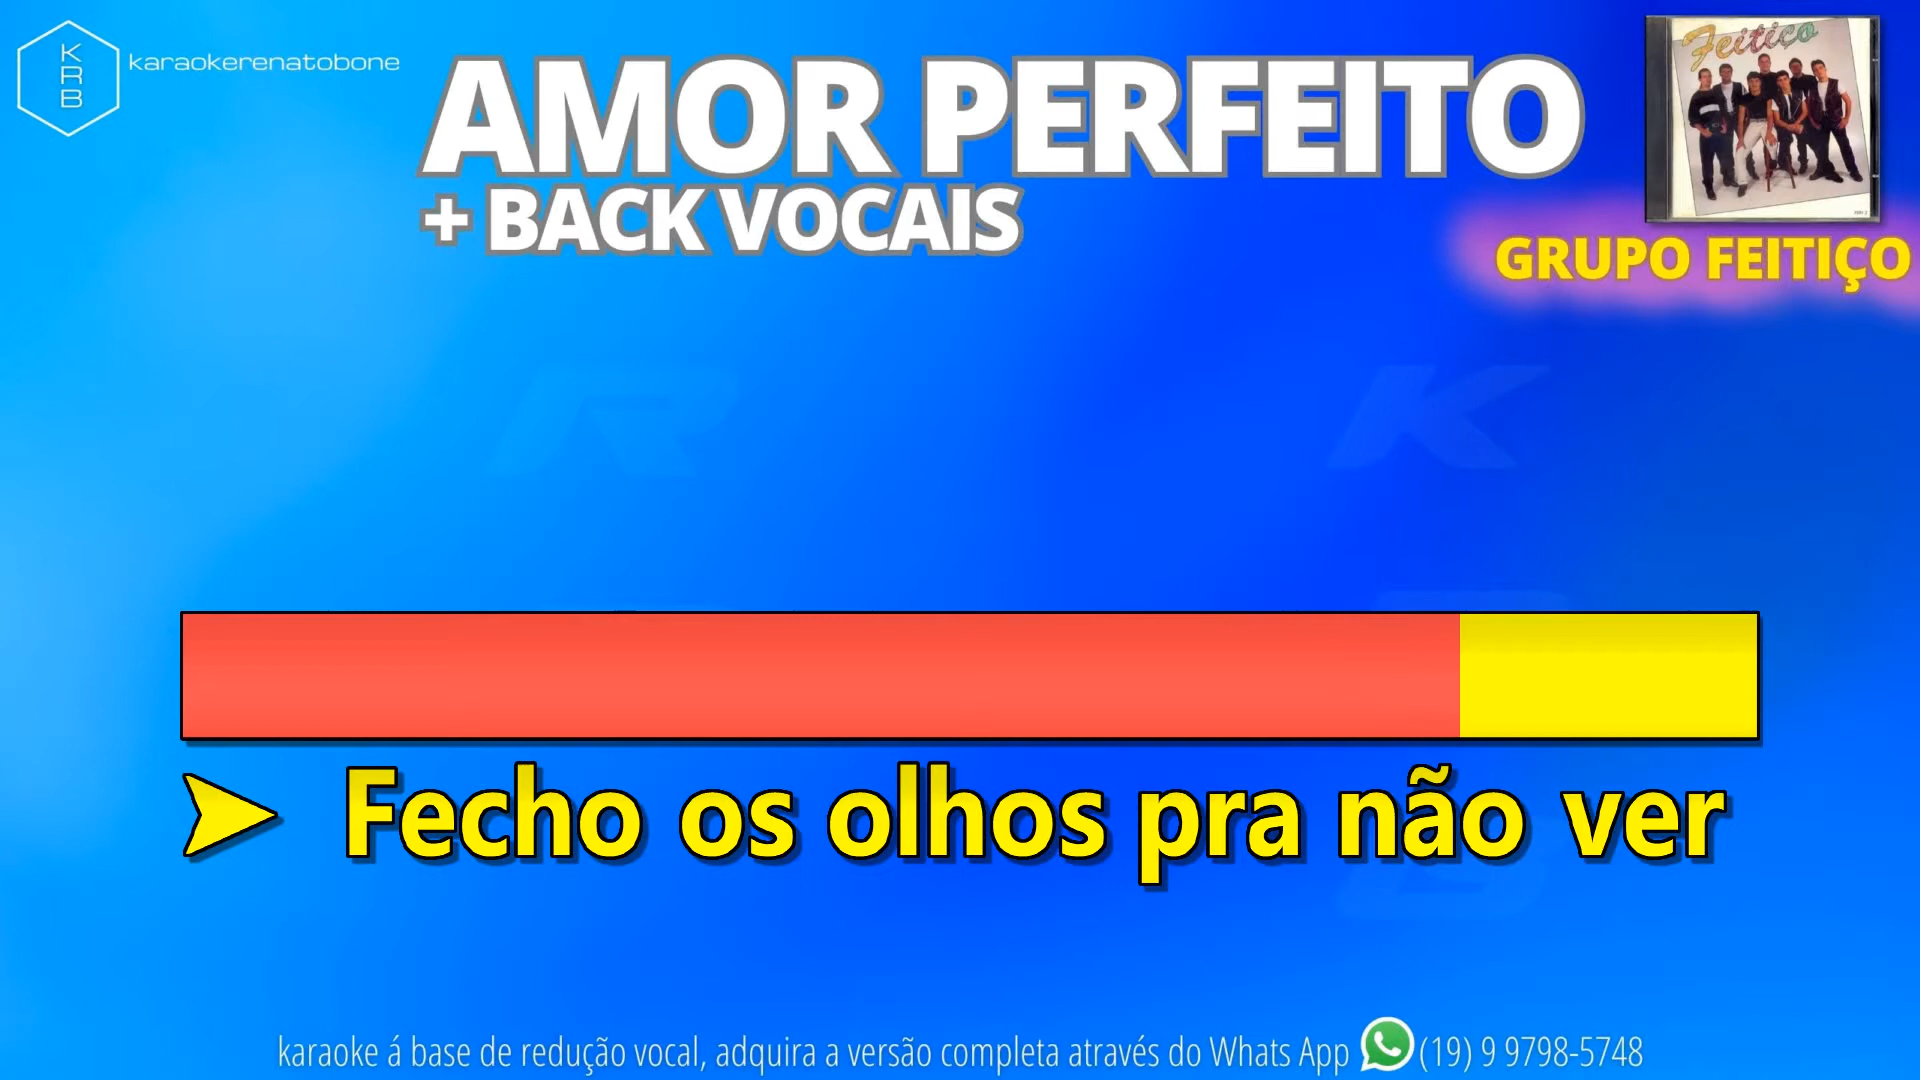 KRB
karaokerenatobone
AMOR PERFEITO
+ BACK VOCAIS
Feitiço
GRUPO FEITIÇO
R
K
B
➤ Fecho os olhos pra não ver
karaoke á base de redução vocal, adquira a versão completa através do Whats App (19) 9 9798-5748